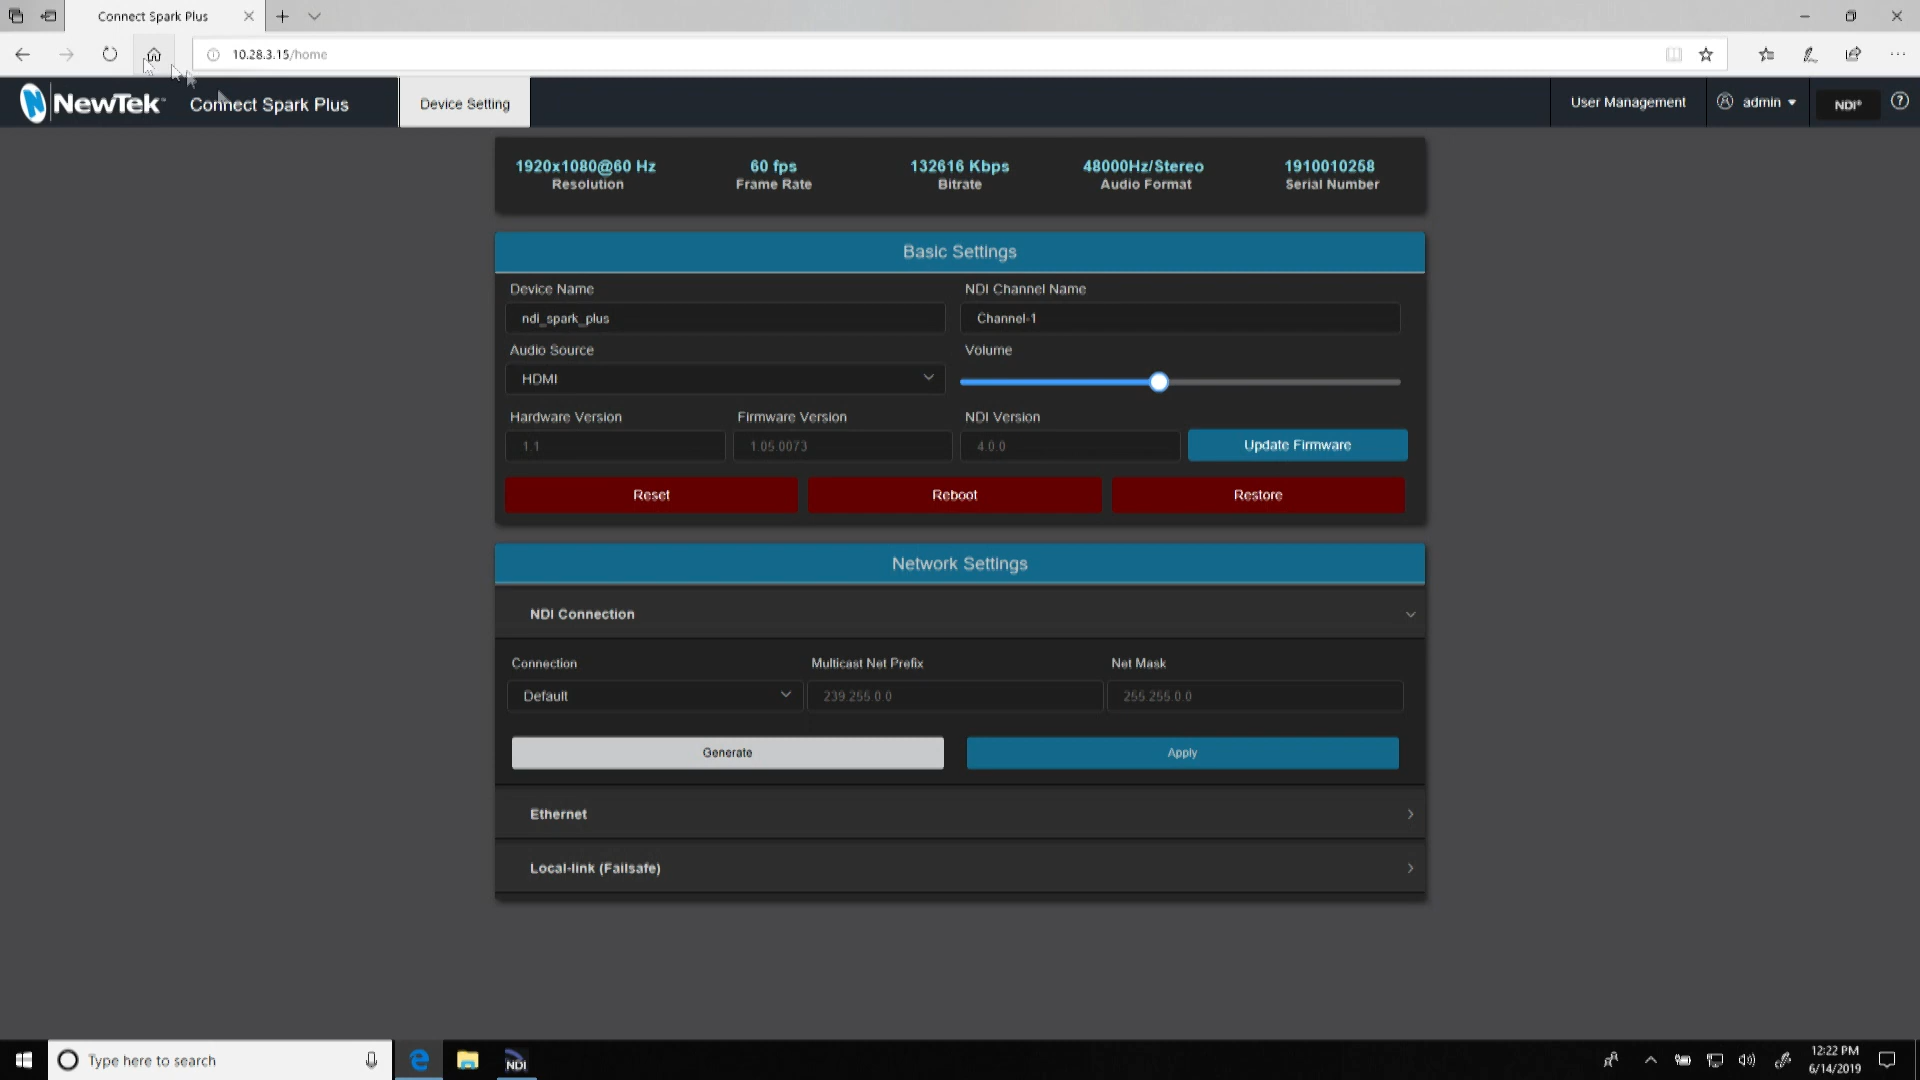 Connect Spark Plus
10.28.3.15/home
NewTek Connect Spark Plus Device Setting User Management admin NDI®
1920x1080@60 Hz 60 fps 132616 Kbps 48000Hz/Stereo 1910010258
Resolution Frame Rate Bitrate Audio Format Serial Number
Basic Settings
Device Name NDI Channel Name
ndi_spark_plus Channel-1
Audio Source Volume
HDMI
Hardware Version Firmware Version NDI Version
1.1 1.05.0073 4.0.0 Update Firmware
Reset Reboot Restore
Network Settings
NDI Connection
Connection Multicast Net Prefix Net Mask
Default 239.255.0.0 255.255.0.0
Generate Apply
Ethernet
Local-link (Failsafe)
Type here to search NDI 12:22 PM
6/14/2019